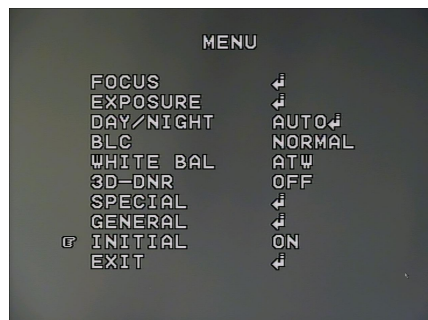 MENU
FOCUS ↲
EXPOSURE ↲
DAY/NIGHT AUTO↲
BLC NORMAL
WHITE BAL ATW
3D-DNR OFF
SPECIAL ↲
GENERAL ↲
☞ INITIAL ON
EXIT ↲